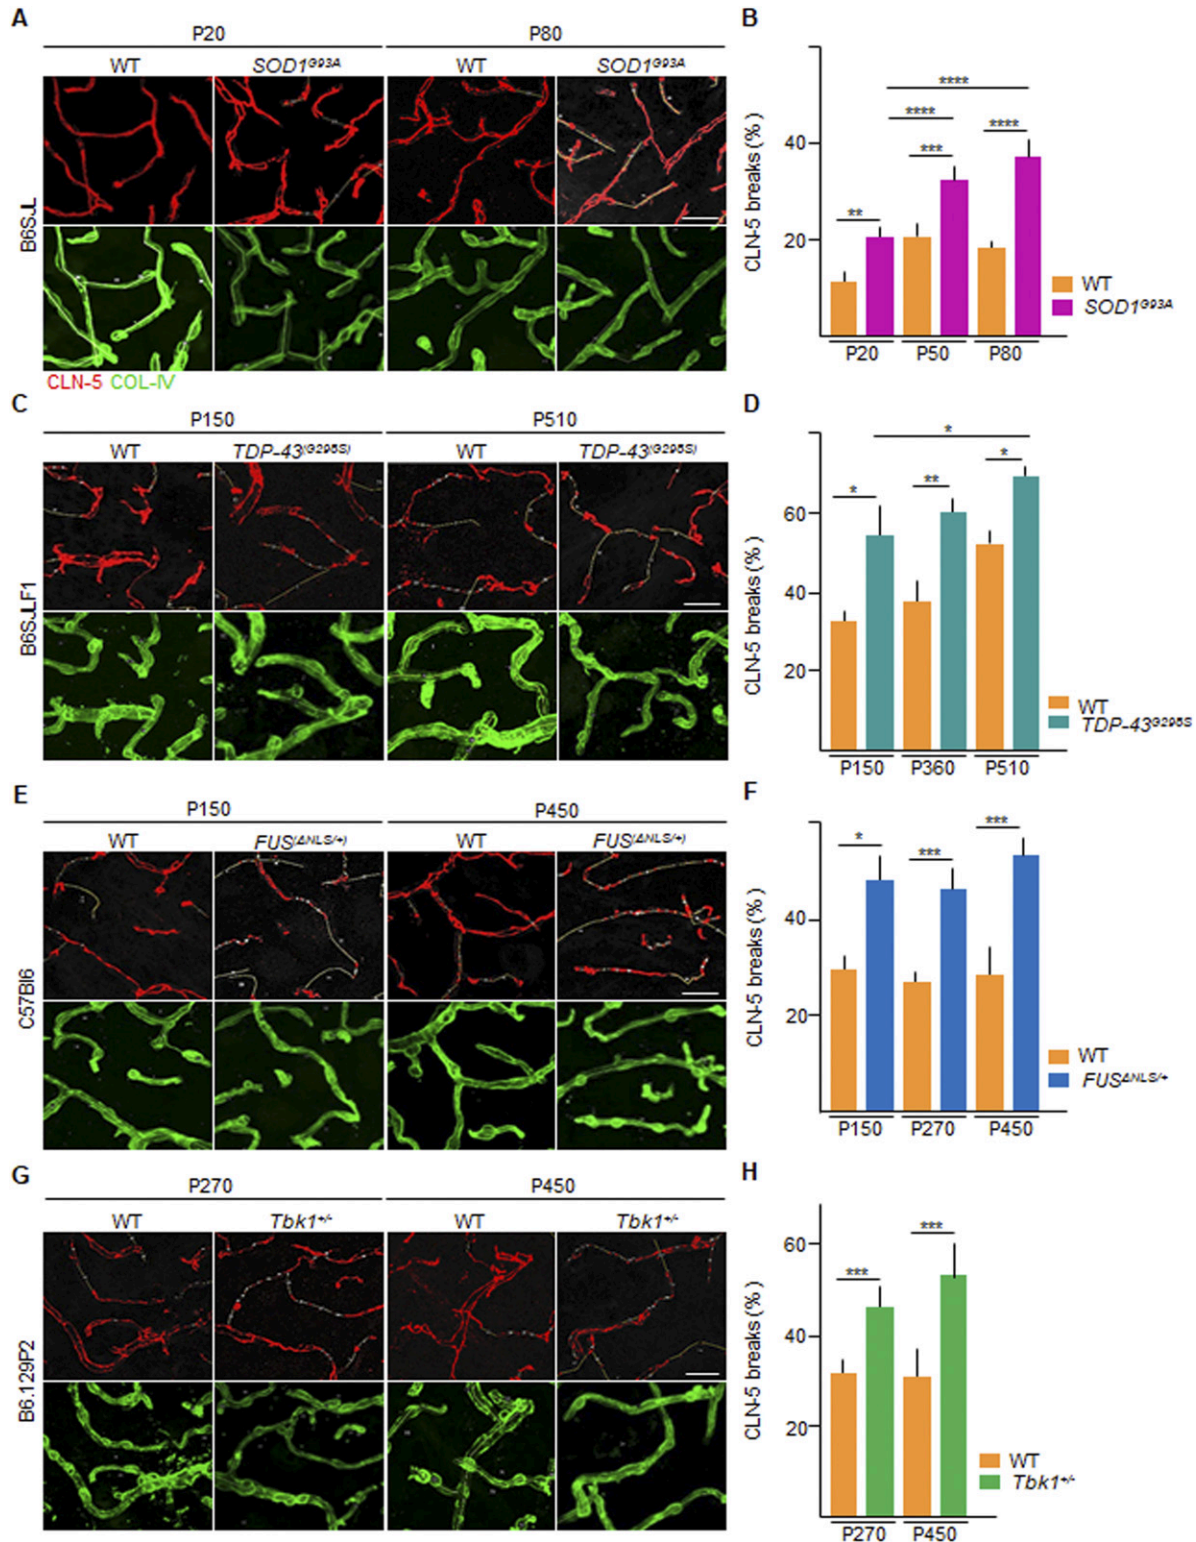 A
P20
P80
WT
SOD1ᴳ⁹³ᴬ
WT
SOD1ᴳ⁹³ᴬ
B6SJL
CLN-5 COL-IV
B
CLN-5 breaks (%)
40
20
**
***
****
****
****
P20
P50
P80
WT
SOD1ᴳ⁹³ᴬ
C
P150
P510
WT
TDP-43⁽ᴳ²⁹⁸ˢ⁾
WT
TDP-43⁽ᴳ²⁹⁸ˢ⁾
B6SJLF1
D
CLN-5 breaks (%)
60
40
20
*
**
*
*
P150
P360
P510
WT
TDP-43ᴳ²⁹⁸ˢ
E
P150
P450
WT
FUS(ΔNLS/+)
WT
FUS(ΔNLS/+)
C57Bl6
F
CLN-5 breaks (%)
40
20
*
***
***
P150
P270
P450
WT
FUSΔNLS/+
G
P270
P450
WT
Tbk1+/-
WT
Tbk1+/-
B6.129P2
H
CLN-5 breaks (%)
60
40
20
***
***
P270
P450
WT
Tbk1+/-